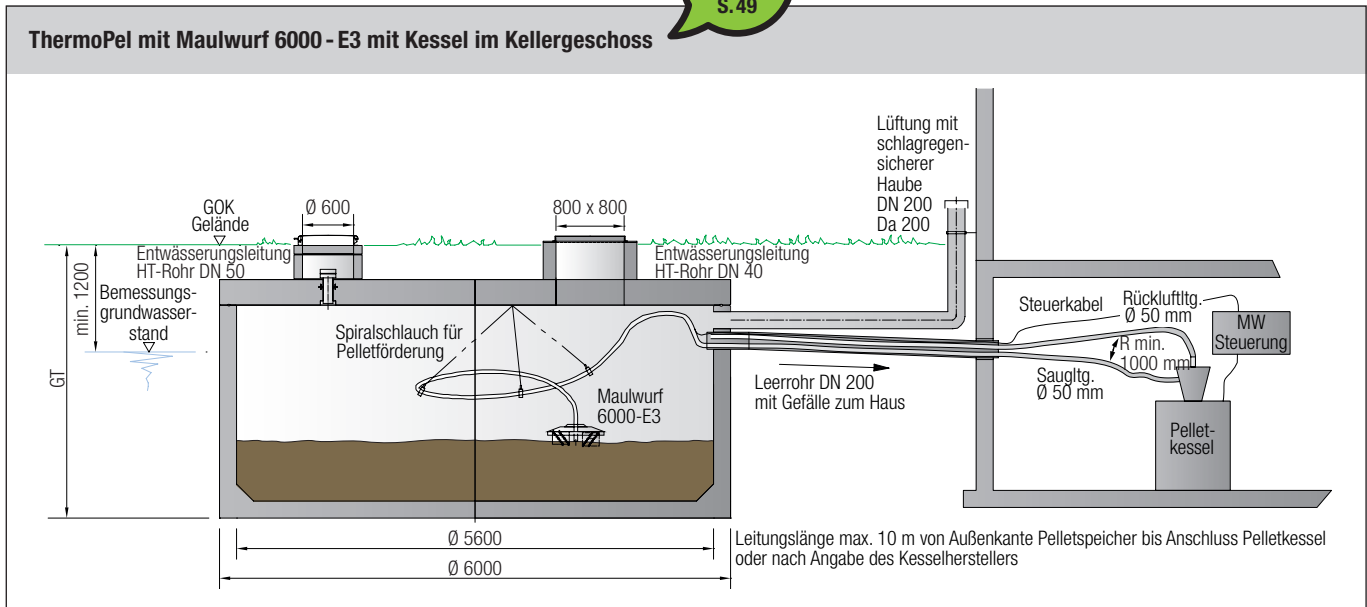 S. 49
ThermoPel mit Maulwurf 6000 - E3 mit Kessel im Kellergeschoss
Lüftung mit
schlagregen-
sicherer
Haube
DN 200
Da 200
GOK
Gelände
Ø 600
800 x 800
Entwässerungsleitung
HT-Rohr DN 50
Entwässerungsleitung
HT-Rohr DN 40
min. 1200
Bemessungs-
grundwasser-
stand
GT
Spiralschlauch für
Pelletförderung
Maulwurf
6000-E3
Steuerkabel
Rückluftltg.
Ø 50 mm
MW
Steuerung
R min.
1000 mm
Saugltg.
Ø 50 mm
Leerrohr DN 200
mit Gefälle zum Haus
Pellet-
kessel
Ø 5600
Ø 6000
Leitungslänge max. 10 m von Außenkante Pelletspeicher bis Anschluss Pelletkessel
oder nach Angabe des Kesselherstellers